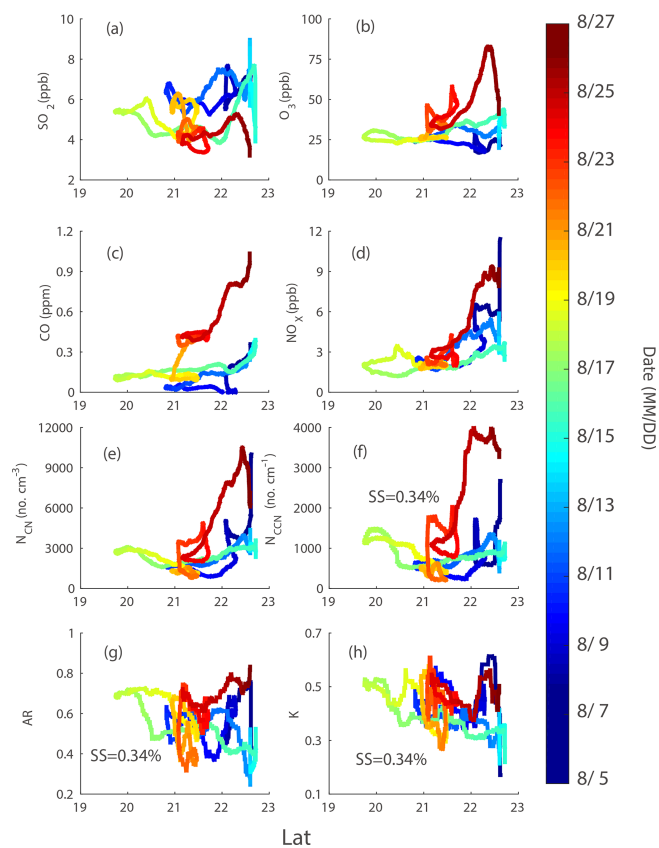 (a)
SO2 (ppb)
8
6
4
2
19 20 21 22 23
(b)
O3 (ppb)
100
75
50
25
0
19 20 21 22 23
(c)
CO (ppm)
1.2
0.9
0.6
0.3
0
19 20 21 22 23
(d)
NOX (ppb)
12
9
6
3
0
19 20 21 22 23
(e)
NCN (no. cm-3)
12000
9000
6000
3000
0
19 20 21 22 23
(f)
SS=0.34%
NCCN (no. cm-1)
4000
3000
2000
1000
0
19 20 21 22 23
(g)
SS=0.34%
AR
1
0.8
0.6
0.4
0.2
19 20 21 22 23
(h)
SS=0.34%
K
0.7
0.5
0.3
0.1
19 20 21 22 23
Lat
8/27
8/25
8/23
8/21
8/19
8/17
8/15
8/13
8/11
8/ 9
8/ 7
8/ 5
Date (MM/DD)